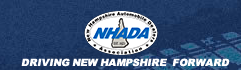 New Hampshire Automobile Dealers
NHADA
Association
DRIVING NEW HAMPSHIRE FORWARD